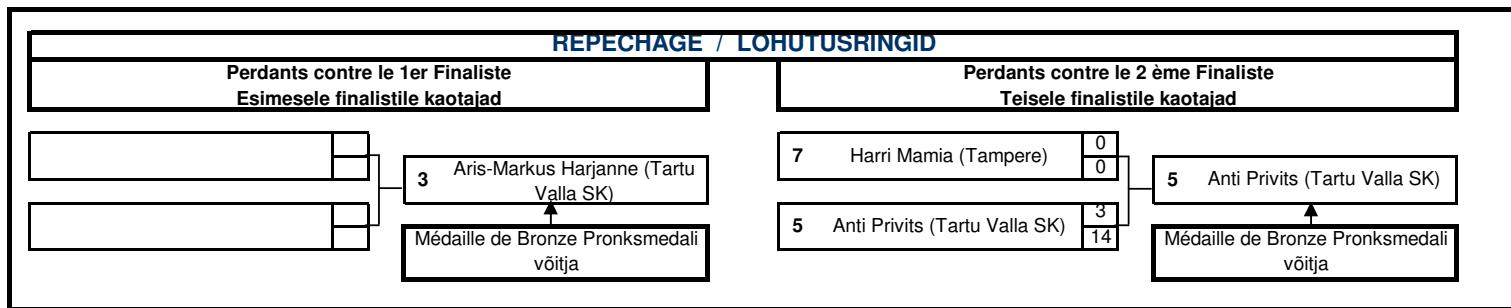 REPECHAGE / LOHUTUSRINGID
Perdants contre le 1er Finaliste
Esimesele finalistile kaotajad
Perdants contre le 2 ème Finaliste
Teisele finalistile kaotajad
3 Aris-Markus Harjanne (Tartu
Valla SK)
Médaille de Bronze Pronksmedali
võitja
7 Harri Mamia (Tampere) 0
0
5 Anti Privits (Tartu Valla SK) 3
14
5 Anti Privits (Tartu Valla SK)
Médaille de Bronze Pronksmedali
võitja